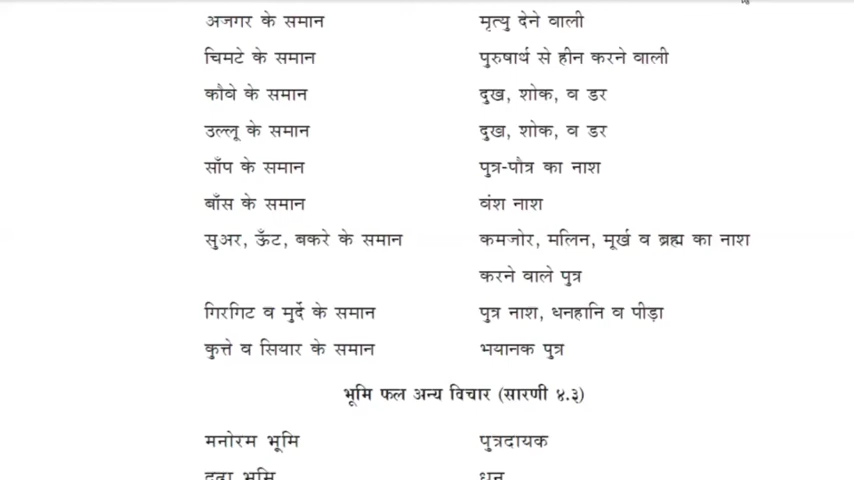 अजगर के समान मृत्यु देने वाली
चिमटे के समान पुरुषार्थ से हीन करने वाली
कौवे के समान दुख, शोक, व डर
उल्लू के समान दुख, शोक, व डर
साँप के समान पुत्र-पौत्र का नाश
बाँस के समान वंश नाश
सुअर, ऊँट, बकरे के समान कमजोर, मलिन, मूर्ख व ब्रह्म का नाश
करने वाले पुत्र
गिरगिट व मुर्दे के समान पुत्र नाश, धनहानि व पीड़ा
कुत्ते व सियार के समान भयानक पुत्र
भूमि फल अन्य विचार (सारणी ४.३)
मनोरम भूमि पुत्रदायक
भूमि धन